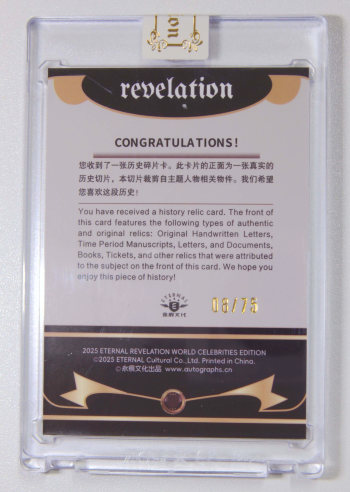 revelation
CONGRATULATIONS!
您收到了一张历史碎片卡。此卡片的正面为一张真实的
历史切片，本切片裁剪自主题人物相关物件。我们希望
您喜欢这段历史！
You have received a history relic card. The front of
this card features the following types of authentic
and original relics: Original Handwritten Letters,
Time Period Manuscripts, Letters, and Documents,
Books, Tickets, and other relics that were attributed
to the subject on the front of this card. We hope you
enjoy this piece of history!
ETERNAL
永痕文化
08/75
2025 ETERNAL REVELATION WORLD CELEBRITIES EDITION
©2025 ETERNAL Cultural Co., Ltd. Printed in China.
©永痕文化出品 www.autographs.cn